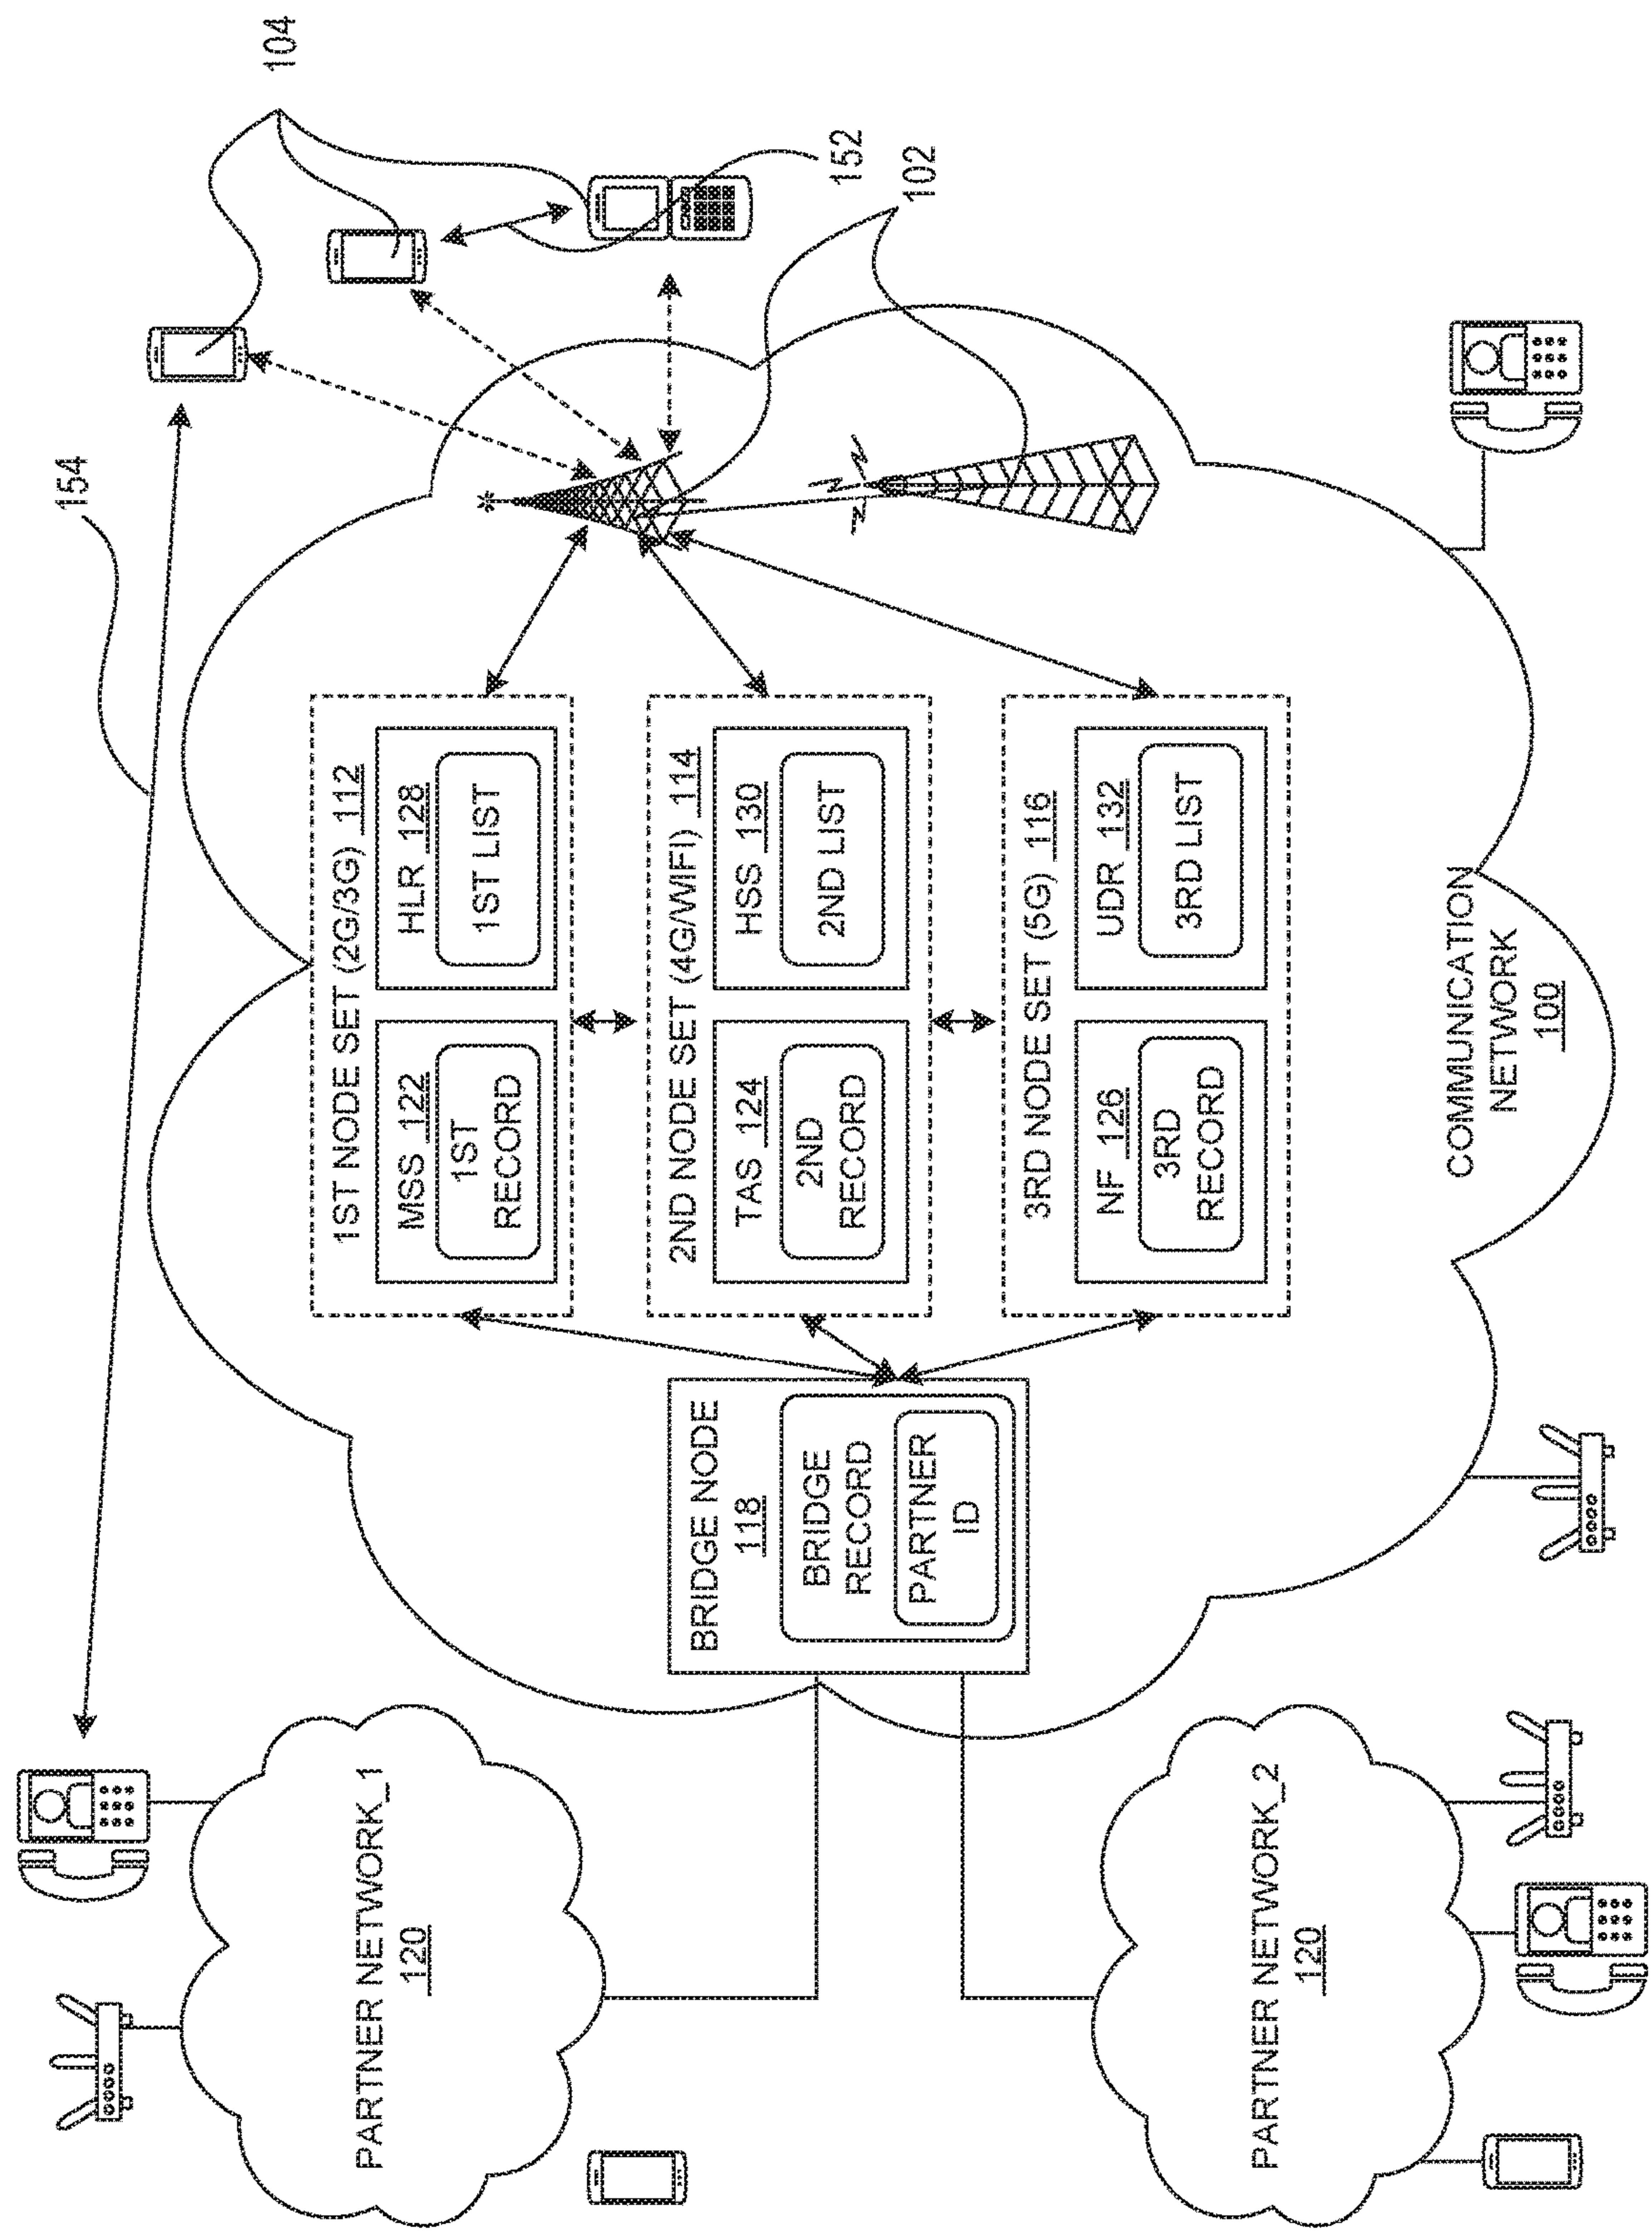 154
104
152
102
1ST NODE SET (2G/3G) 112
MSS 122
1ST
RECORD
HLR 128
1ST LIST
2ND NODE SET (4G/WIFI) 114
TAS 124
2ND
RECORD
HSS 130
2ND LIST
3RD NODE SET (5G) 116
NF 126
3RD
RECORD
UDR 132
3RD LIST
BRIDGE NODE
118
BRIDGE
RECORD
PARTNER
ID
PARTNER NETWORK_1
120
PARTNER NETWORK_2
120
COMMUNICATION
NETWORK
100